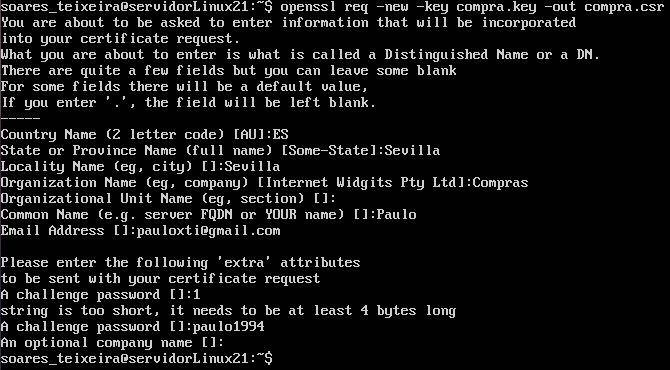 soares_teixeira@servidorLinux21:~$ openssl req -new -key compra.key -out compra.csr
You are about to be asked to enter information that will be incorporated
into your certificate request.
What you are about to enter is what is called a Distinguished Name or a DN.
There are quite a few fields but you can leave some blank
For some fields there will be a default value,
If you enter '.', the field will be left blank.
-----
Country Name (2 letter code) [AU]:ES
State or Province Name (full name) [Some-State]:Sevilla
Locality Name (eg, city) []:Sevilla
Organization Name (eg, company) [Internet Widgits Pty Ltd]:Compras
Organizational Unit Name (eg, section) []:
Common Name (e.g. server FQDN or YOUR name) []:Paulo
Email Address []:pauloxti@gmail.com

Please enter the following 'extra' attributes
to be sent with your certificate request
A challenge password []:1
string is too short, it needs to be at least 4 bytes long
A challenge password []:paulo1994
An optional company name []:
soares_teixeira@servidorLinux21:~$